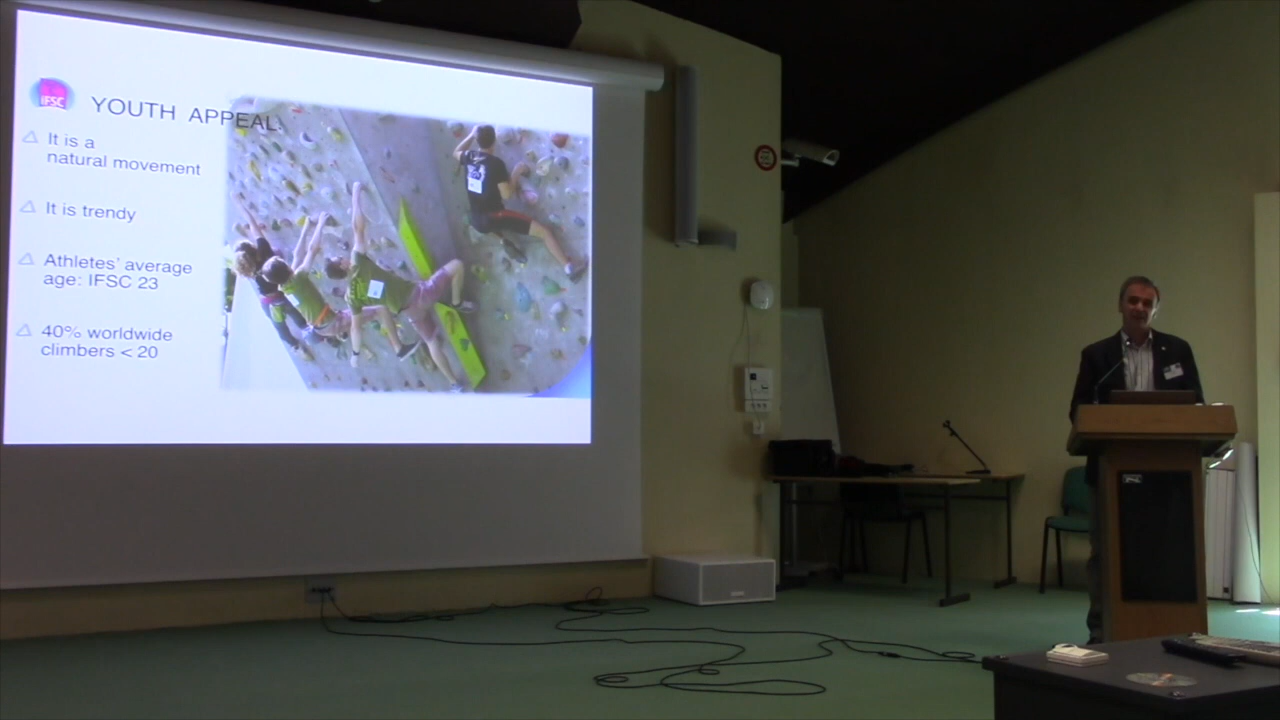 IFSC
YOUTH APPEAL:
It is a
natural movement
It is trendy
Athletes' average
age: IFSC 23
40% worldwide
climbers < 20